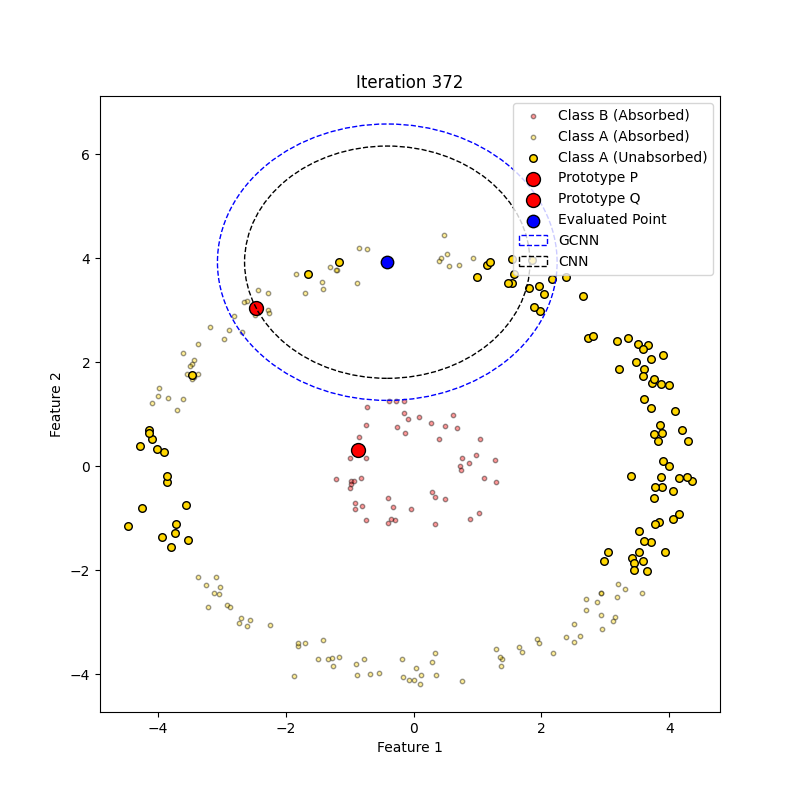 Iteration 372
Class B (Absorbed)
Class A (Absorbed)
Class A (Unabsorbed)
Prototype P
Prototype Q
Evaluated Point
GCNN
CNN
6
4
2
0
−2
−4
Feature 2
−4
−2
0
2
4
Feature 1